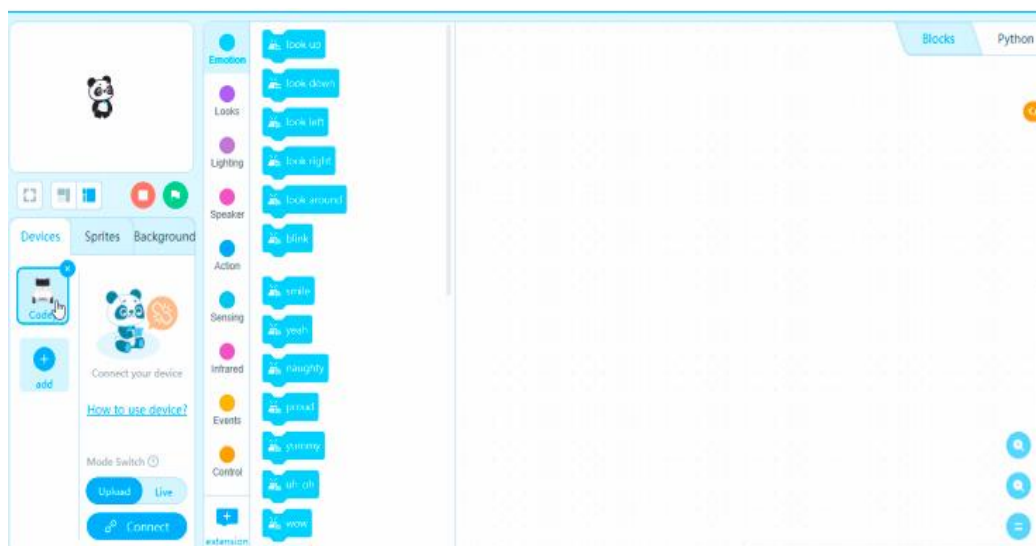 Blocks
Python
Emotion
Looks
Lighting
Speaker
Action
Sensing
Infrared
Events
Control
extension
look up
look down
look left
look right
look around
blink
smile
yeah
naughty
proud
yummy
uh-oh
wow
Devices
Sprites
Background
add
Connect your device
How to use device?
Mode Switch
Upload
Live
Connect